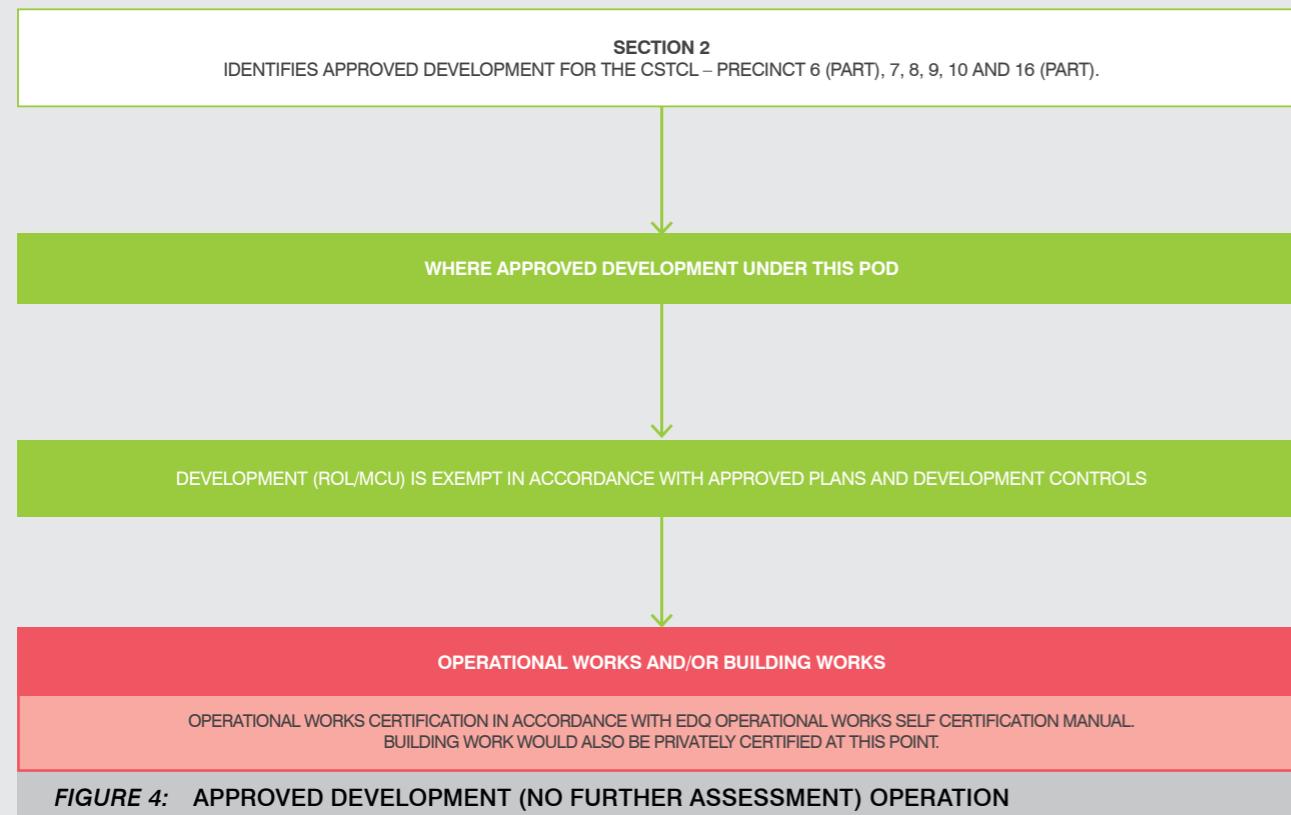 SECTION 2
IDENTIFIES APPROVED DEVELOPMENT FOR THE CSTCL – PRECINCT 6 (PART), 7, 8, 9, 10 AND 16 (PART).
WHERE APPROVED DEVELOPMENT UNDER THIS POD
DEVELOPMENT (ROL/MCU) IS EXEMPT IN ACCORDANCE WITH APPROVED PLANS AND DEVELOPMENT CONTROLS
OPERATIONAL WORKS AND/OR BUILDING WORKS
OPERATIONAL WORKS CERTIFICATION IN ACCORDANCE WITH EDQ OPERATIONAL WORKS SELF CERTIFICATION MANUAL.
BUILDING WORK WOULD ALSO BE PRIVATELY CERTIFIED AT THIS POINT.
FIGURE 4: APPROVED DEVELOPMENT (NO FURTHER ASSESSMENT) OPERATION